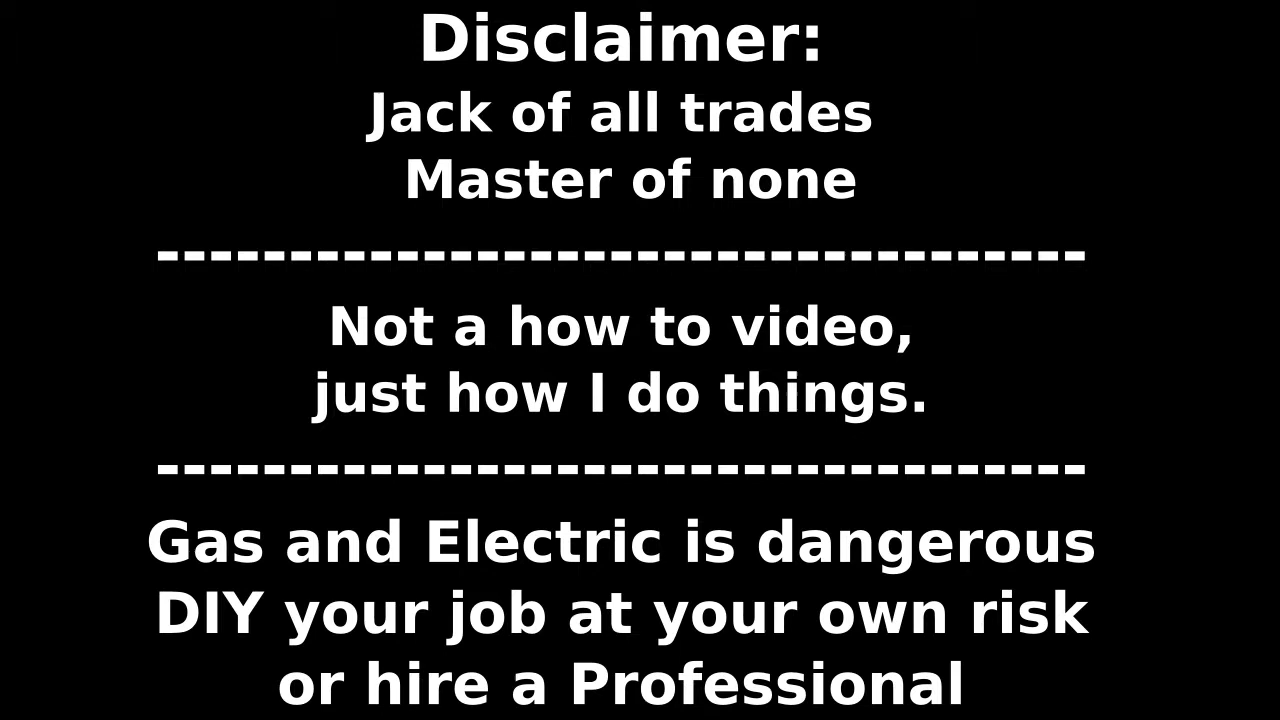 Disclaimer:
Jack of all trades
Master of none
-----------------------------------
Not a how to video,
just how I do things.
-----------------------------------
Gas and Electric is dangerous
DIY your job at your own risk
or hire a Professional